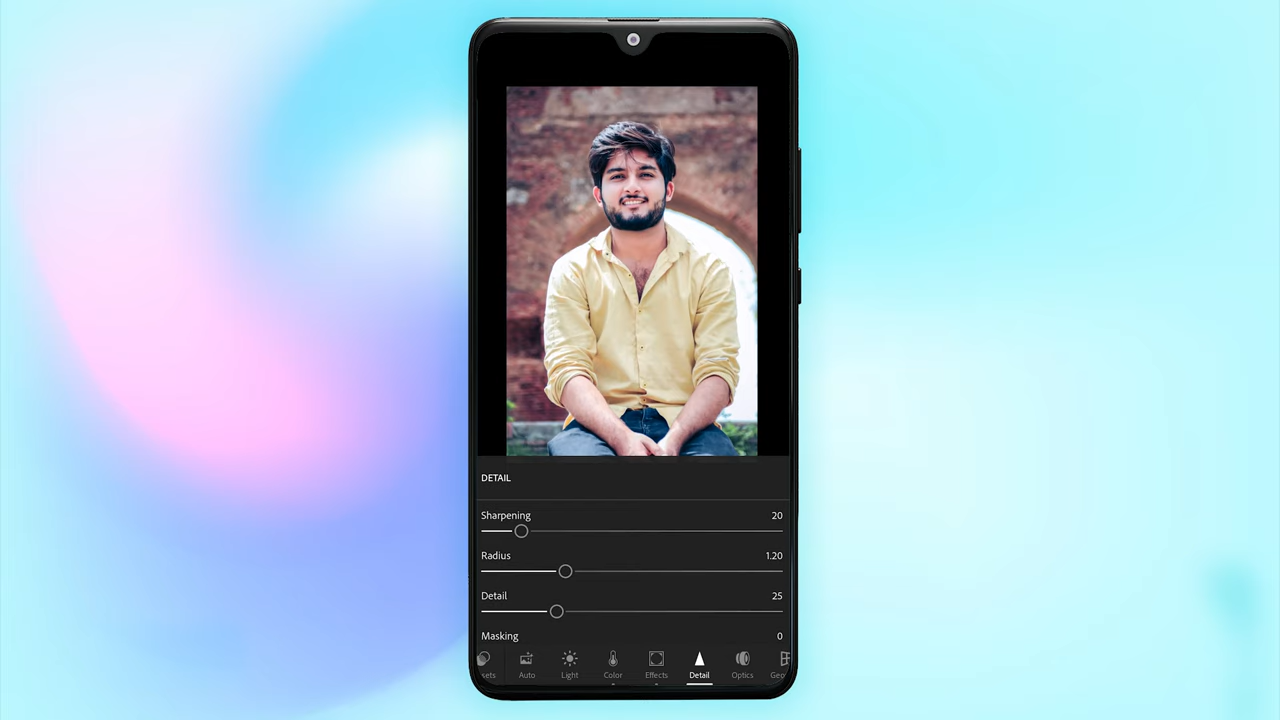 DETAIL
Sharpening 20
Radius 1.20
Detail 25
Masking 0
sets Auto Light Color Effects Detail Optics Geo